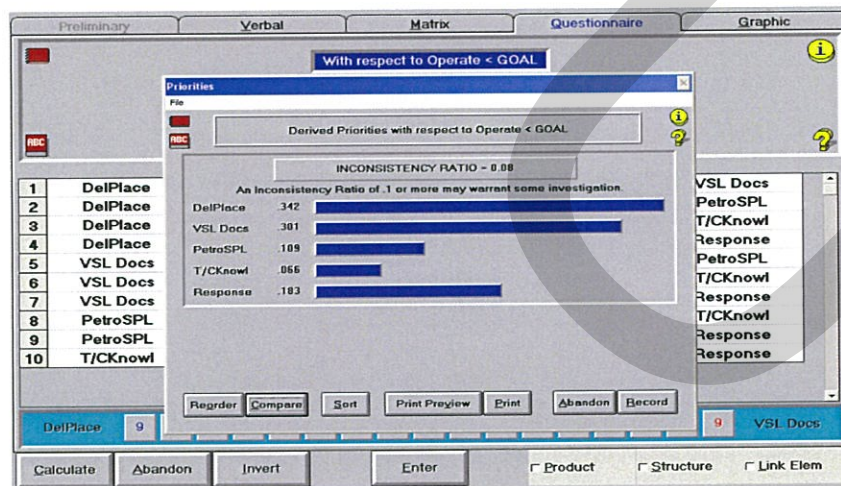 Preliminary Verbal Matrix Questionnaire Graphic
With respect to Operate < GOAL
ABC
Priorities
File
ABC
Derived Priorities with respect to Operate < GOAL
INCONSISTENCY RATIO = 0.08
An Inconsistency Ratio of .1 or more may warrant some investigation.
DelPlace .342
VSL Docs .301
PetroSPL .109
T/CKnowl .066
Response .183
1 DelPlace VSL Docs
2 DelPlace PetroSPL
3 DelPlace T/CKnowl
4 DelPlace Response
5 VSL Docs PetroSPL
6 VSL Docs T/CKnowl
7 VSL Docs Response
8 PetroSPL T/CKnowl
9 PetroSPL Response
10 T/CKnowl Response
Reorder Compare Sort Print Preview Print Abandon Record
DelPlace 9 9 VSL Docs
Calculate Abandon Invert Enter Product Structure Link Elem